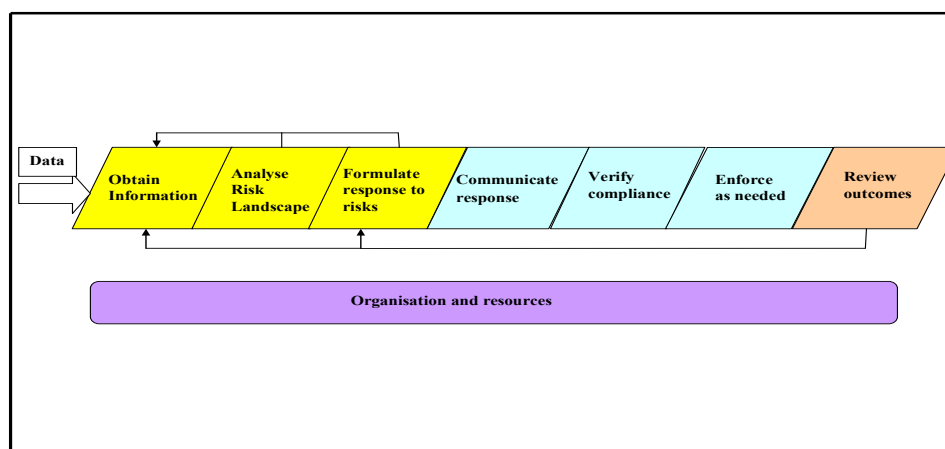 Data
Obtain
Information
Analyse
Risk
Landscape
Formulate
response to
risks
Communicate
response
Verify
compliance
Enforce
as needed
Review
outcomes
Organisation and resources